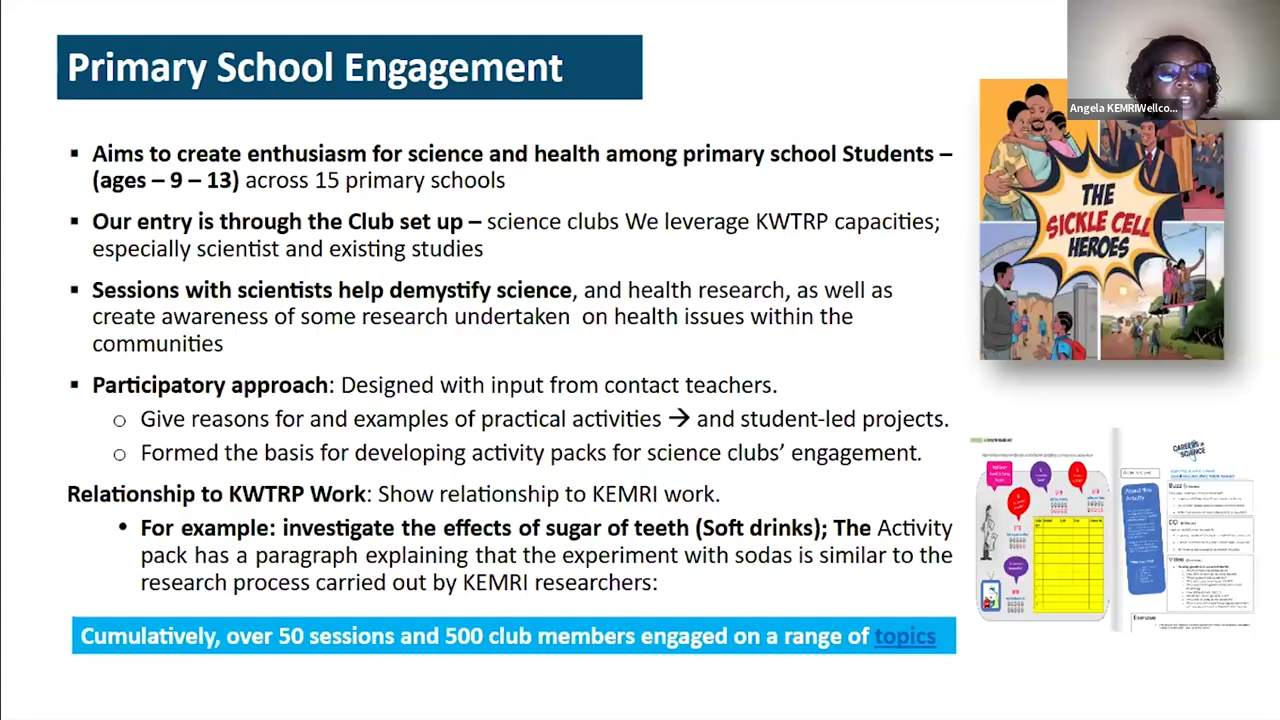 Primary School Engagement
Angela KEMRIWellco...
▪ Aims to create enthusiasm for science and health among primary school Students –
(ages – 9 – 13) across 15 primary schools
▪ Our entry is through the Club set up – science clubs We leverage KWTRP capacities;
especially scientist and existing studies
▪ Sessions with scientists help demystify science, and health research, as well as
create awareness of some research undertaken on health issues within the
communities
▪ Participatory approach: Designed with input from contact teachers.
o Give reasons for and examples of practical activities → and student-led projects.
o Formed the basis for developing activity packs for science clubs’ engagement.
Relationship to KWTRP Work: Show relationship to KEMRI work.
• For example: investigate the effects of sugar of teeth (Soft drinks); The Activity
pack has a paragraph explaining that the experiment with sodas is similar to the
research process carried out by KEMRI researchers:
Cumulatively, over 50 sessions and 500 club members engaged on a range of topics
THE
SICKLE CELL
HEROES
CAREERS IN
SCIENCE
About this
Activity
Buzz
Video
Exercise